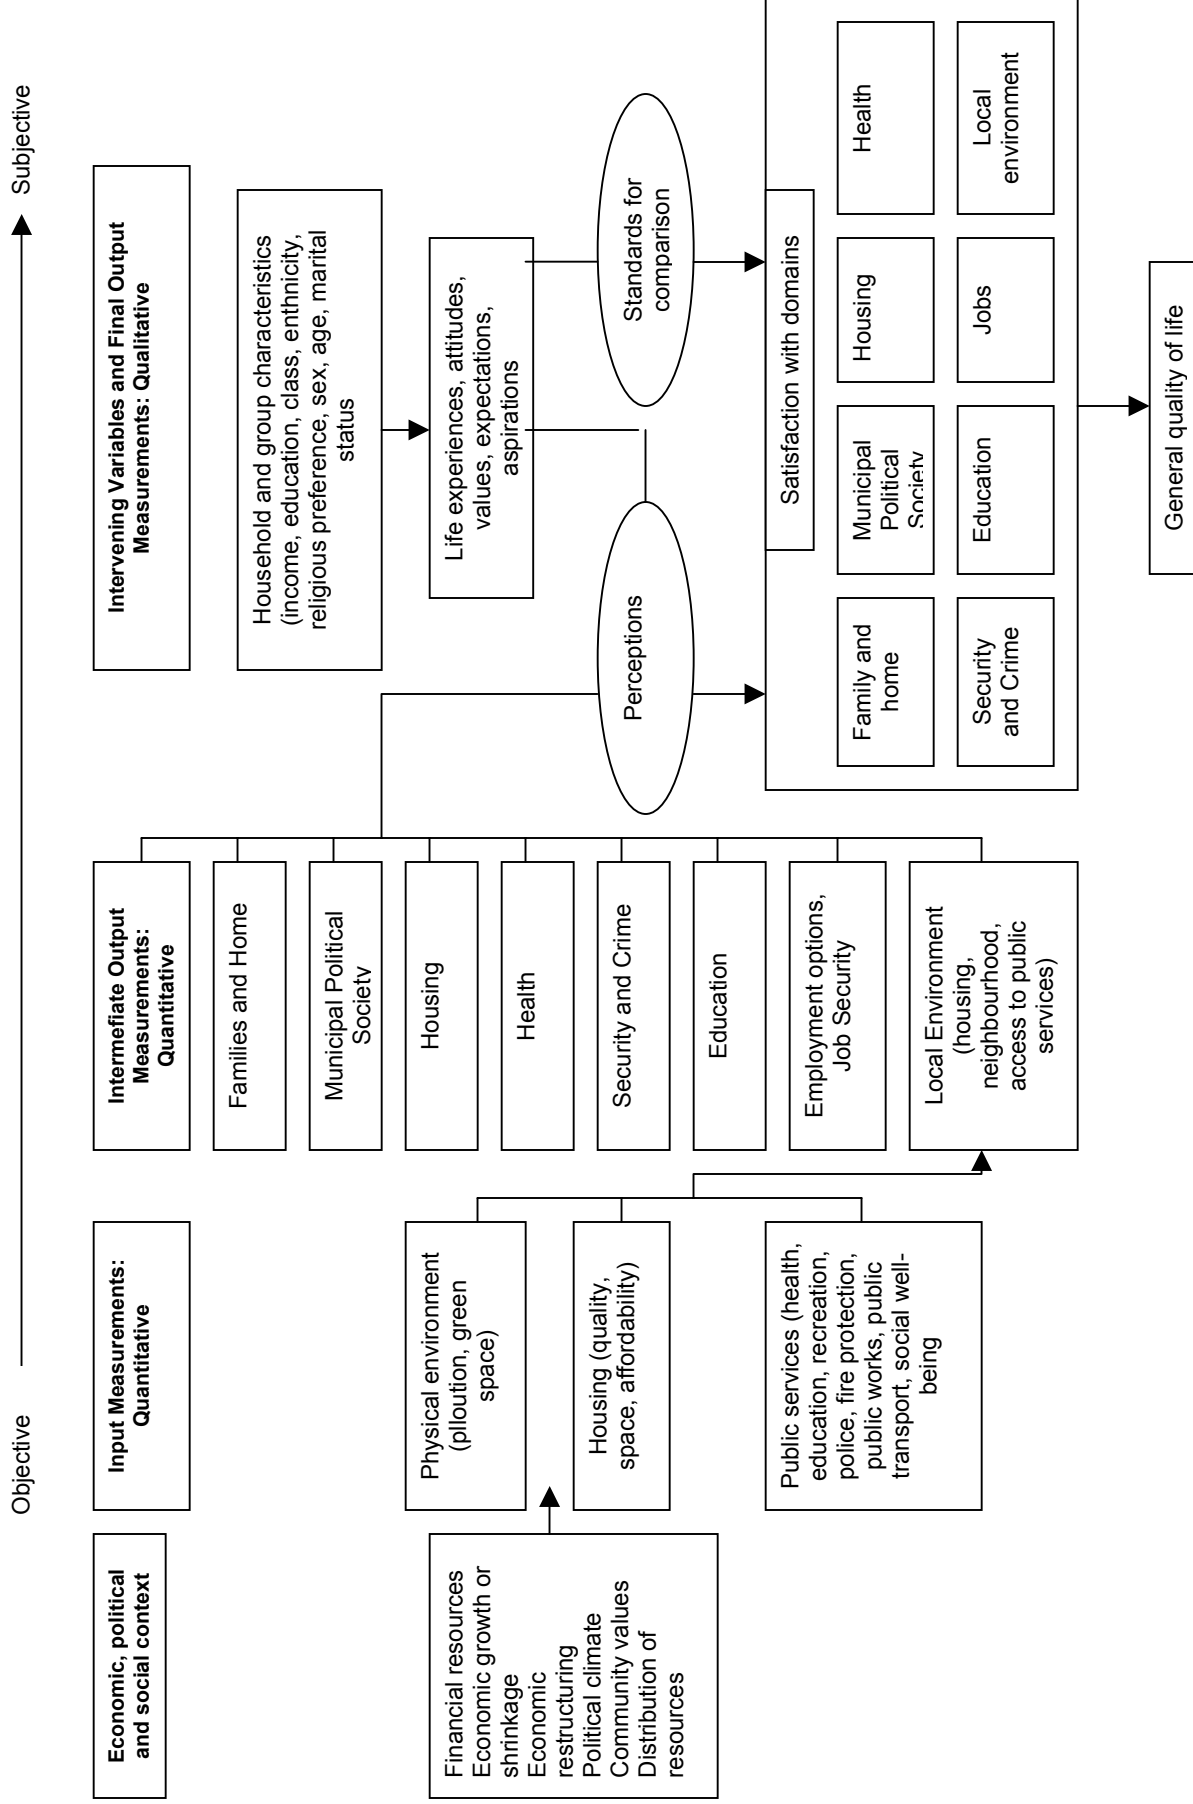 Objective
Subjective
Economic, political
and social context
Financial resources
Economic growth or
shrinkage
Economic
restructuring
Political climate
Community values
Distribution of
resources
Input Measurements:
Quantitative
Physical environment
(plloution, green
space)
Housing (quality,
space, affordability)
Public services (health,
education, recreation,
police, fire protection,
public works, public
transport, social well-
being
Intermefiate Output
Measurements:
Quantitative
Families and Home
Municipal Political
Society
Housing
Health
Security and Crime
Education
Employment options,
Job Security
Local Environment
(housing,
neighbourhood,
access to public
services)
Intervening Variables and Final Output
Measurements: Qualitative
Household and group characteristics
(income, education, class, enthnicity,
religious preference, sex, age, marital
status
Life experiences, attitudes,
values, expectations,
aspirations
Perceptions
Standards for
comparison
Satisfaction with domains
Family and
home
Municipal
Political
Society
Housing
Health
Security
and Crime
Education
Jobs
Local
environment
General quality of life